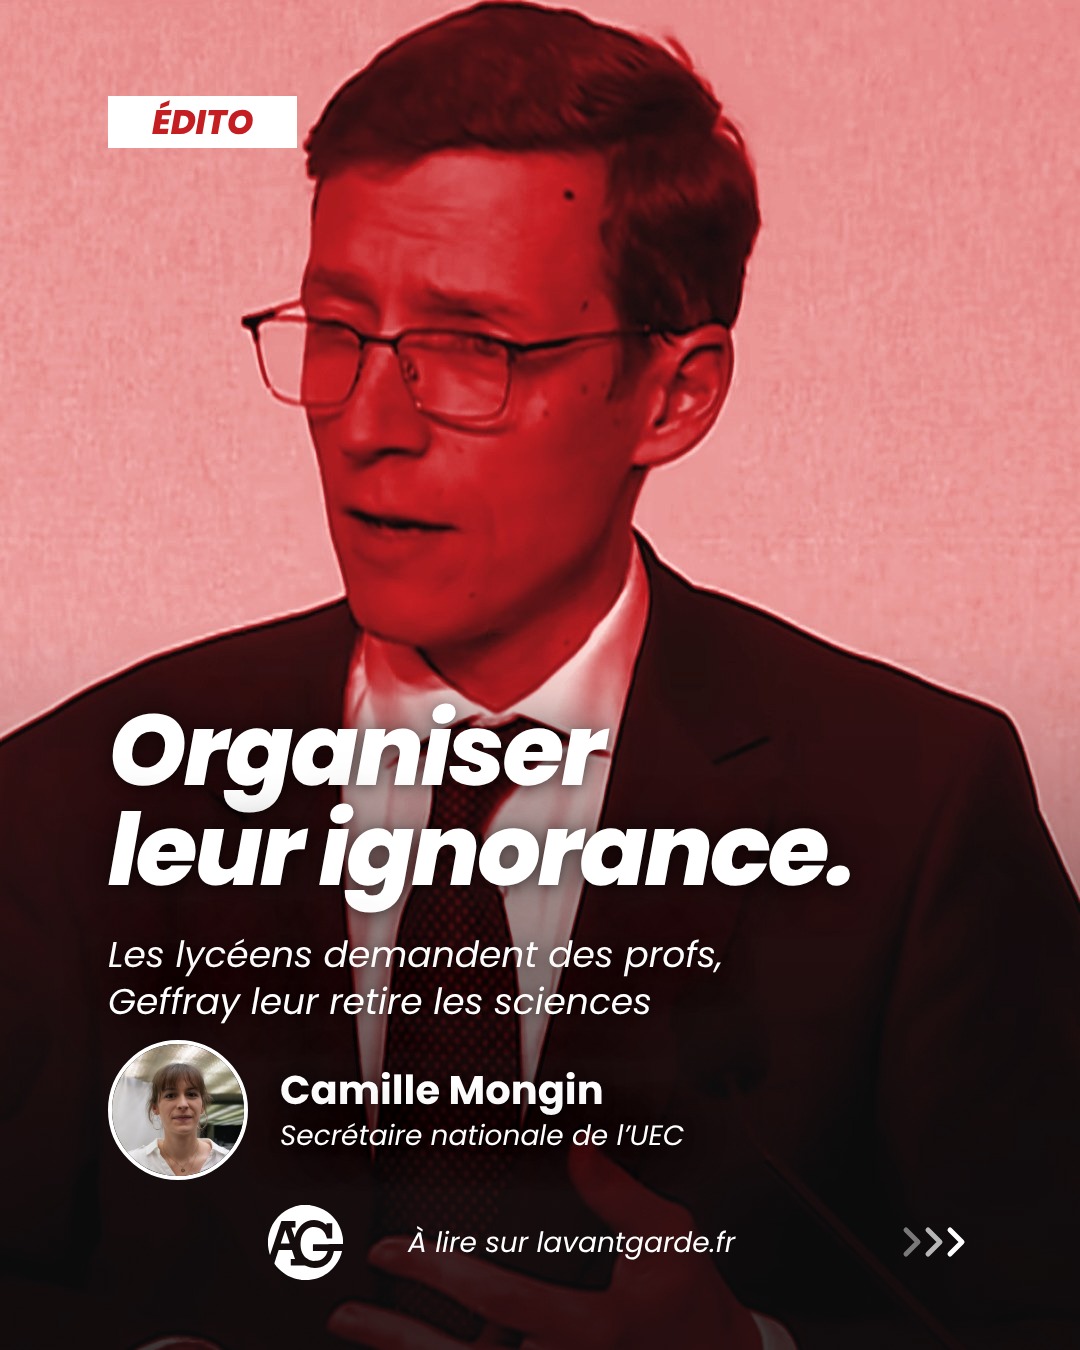 ÉDITO
Organiser
leur ignorance.
Les lycéens demandent des profs,
Geffray leur retire les sciences
Camille Mongin
Secrétaire nationale de l’UEC
AG
À lire sur lavantgarde.fr